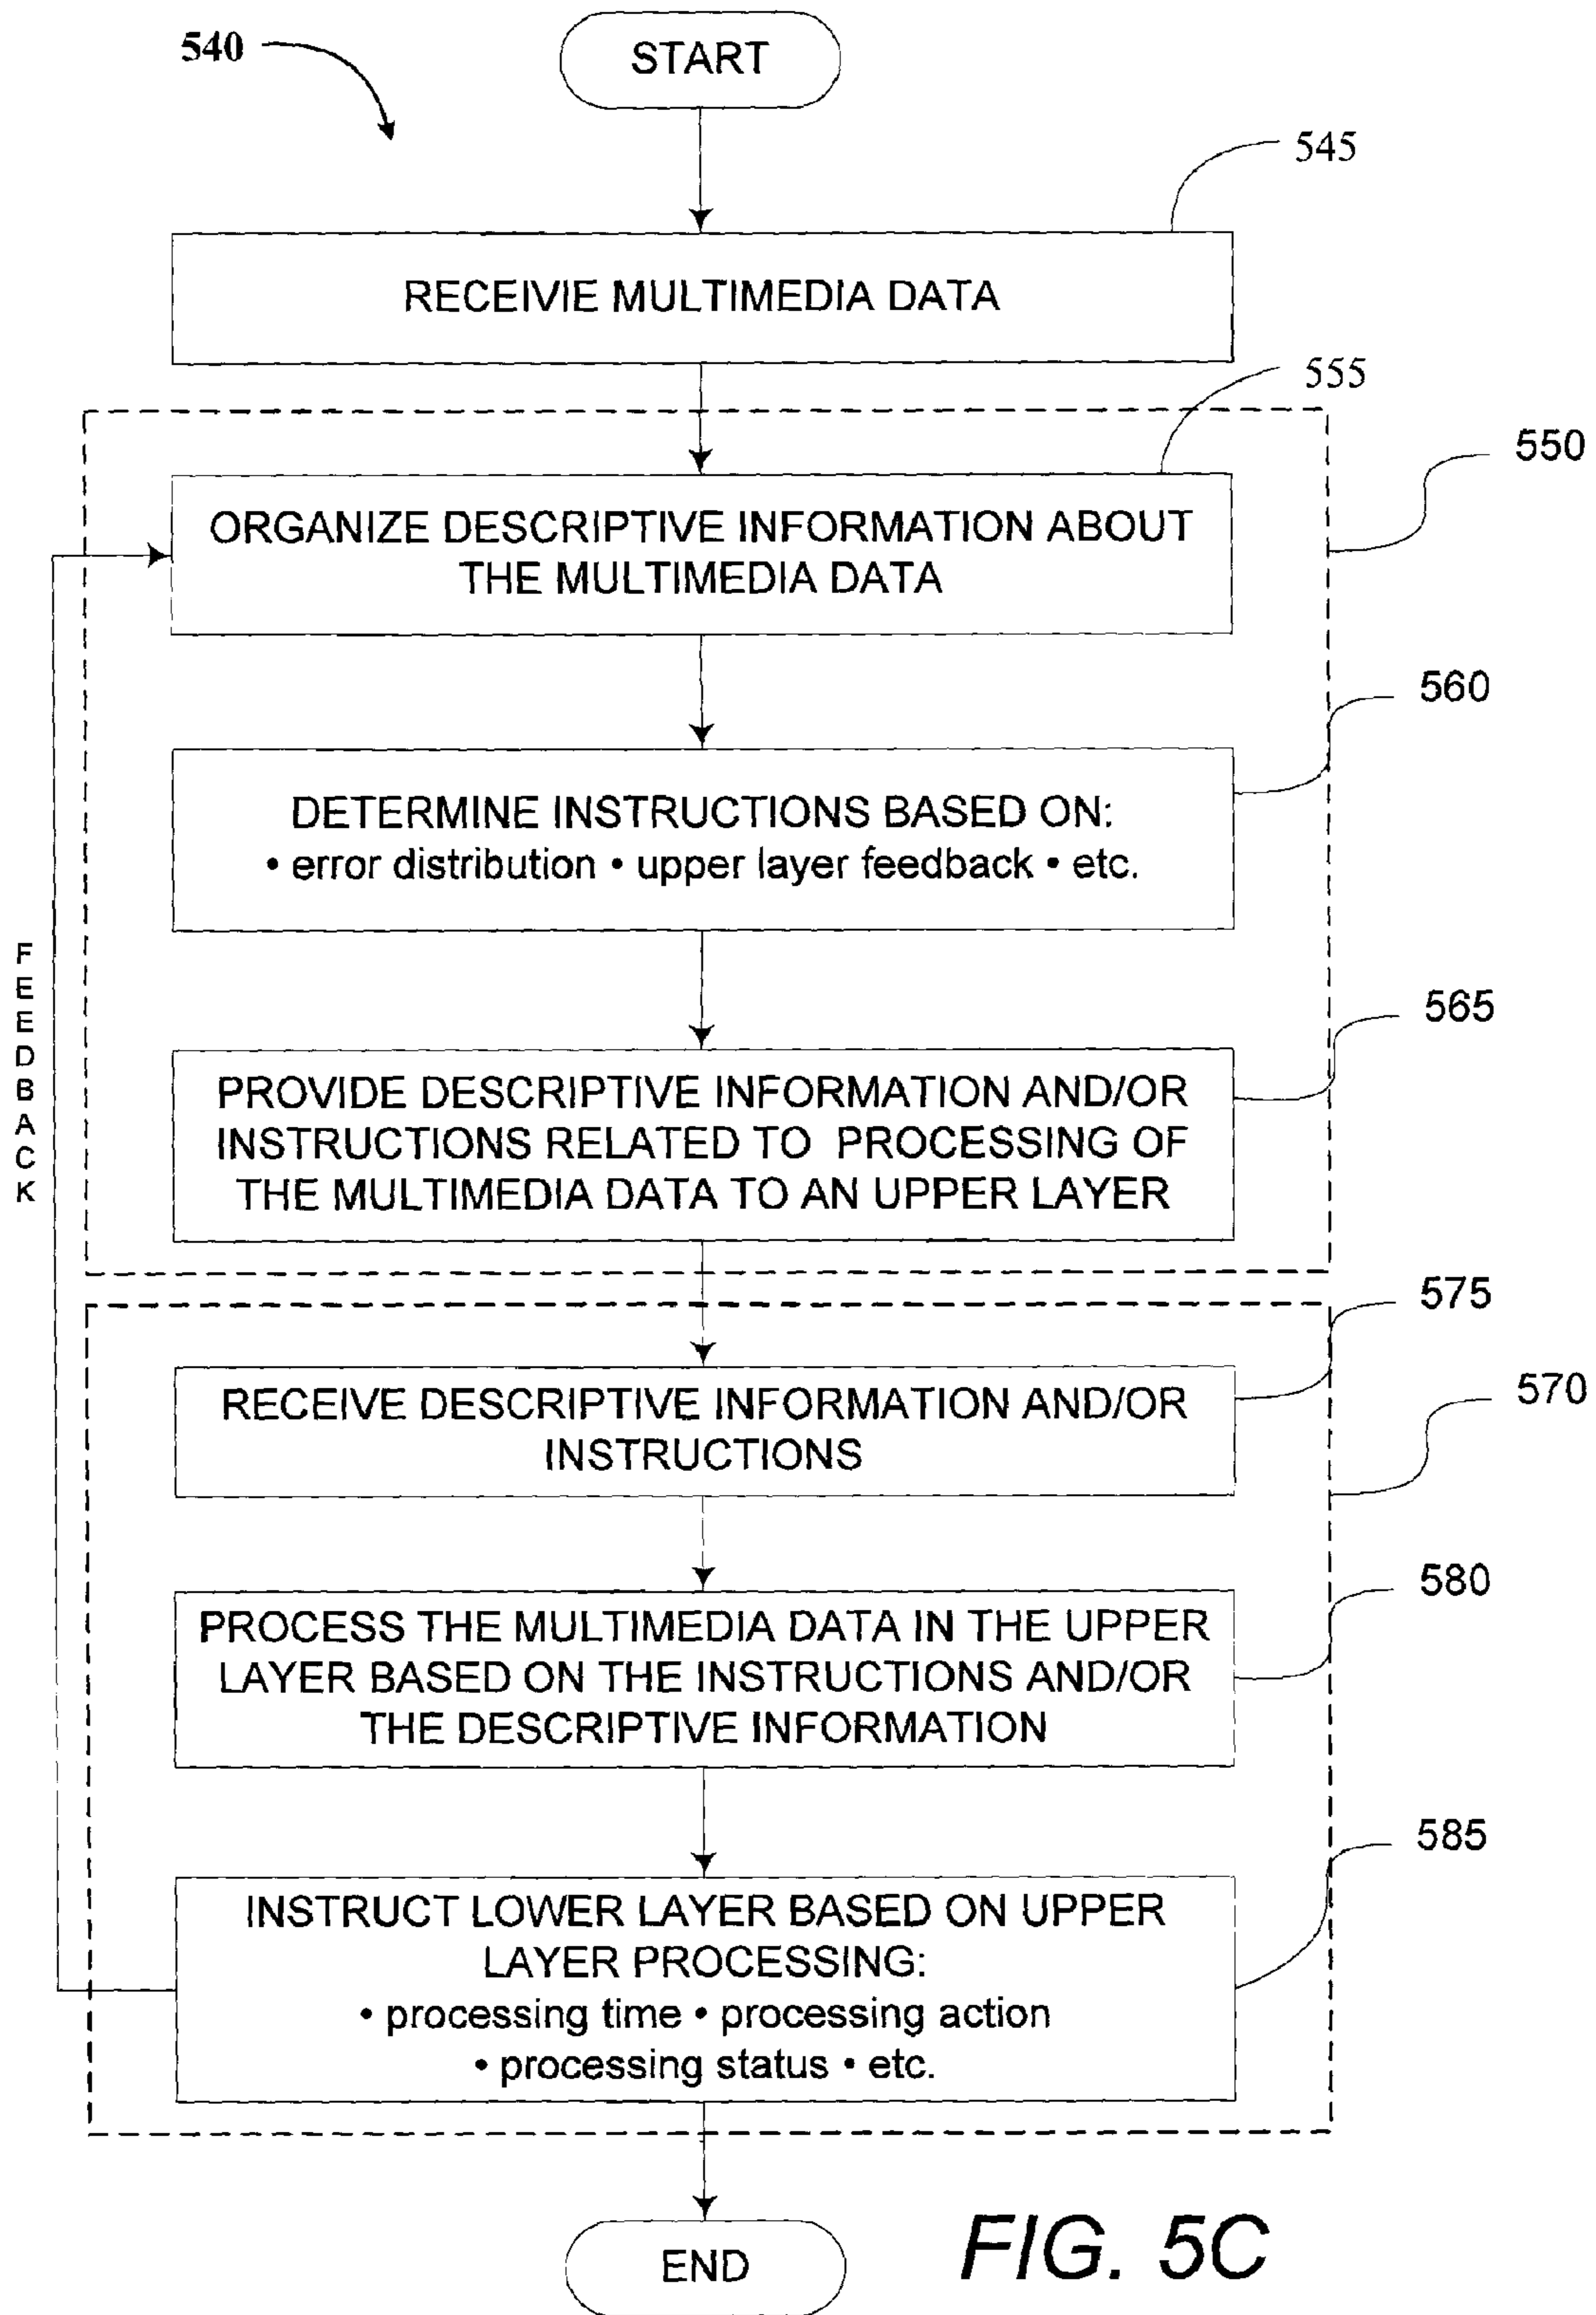 540
START
545
RECEIVIE MULTIMEDIA DATA
555
550
ORGANIZE DESCRIPTIVE INFORMATION ABOUT
THE MULTIMEDIA DATA
560
DETERMINE INSTRUCTIONS BASED ON:
• error distribution • upper layer feedback • etc.
FEEDBACK
565
PROVIDE DESCRIPTIVE INFORMATION AND/OR
INSTRUCTIONS RELATED TO PROCESSING OF
THE MULTIMEDIA DATA TO AN UPPER LAYER
575
570
RECEIVE DESCRIPTIVE INFORMATION AND/OR
INSTRUCTIONS
580
PROCESS THE MULTIMEDIA DATA IN THE UPPER
LAYER BASED ON THE INSTRUCTIONS AND/OR
THE DESCRIPTIVE INFORMATION
585
INSTRUCT LOWER LAYER BASED ON UPPER
LAYER PROCESSING:
• processing time • processing action
• processing status • etc.
END
FIG. 5C